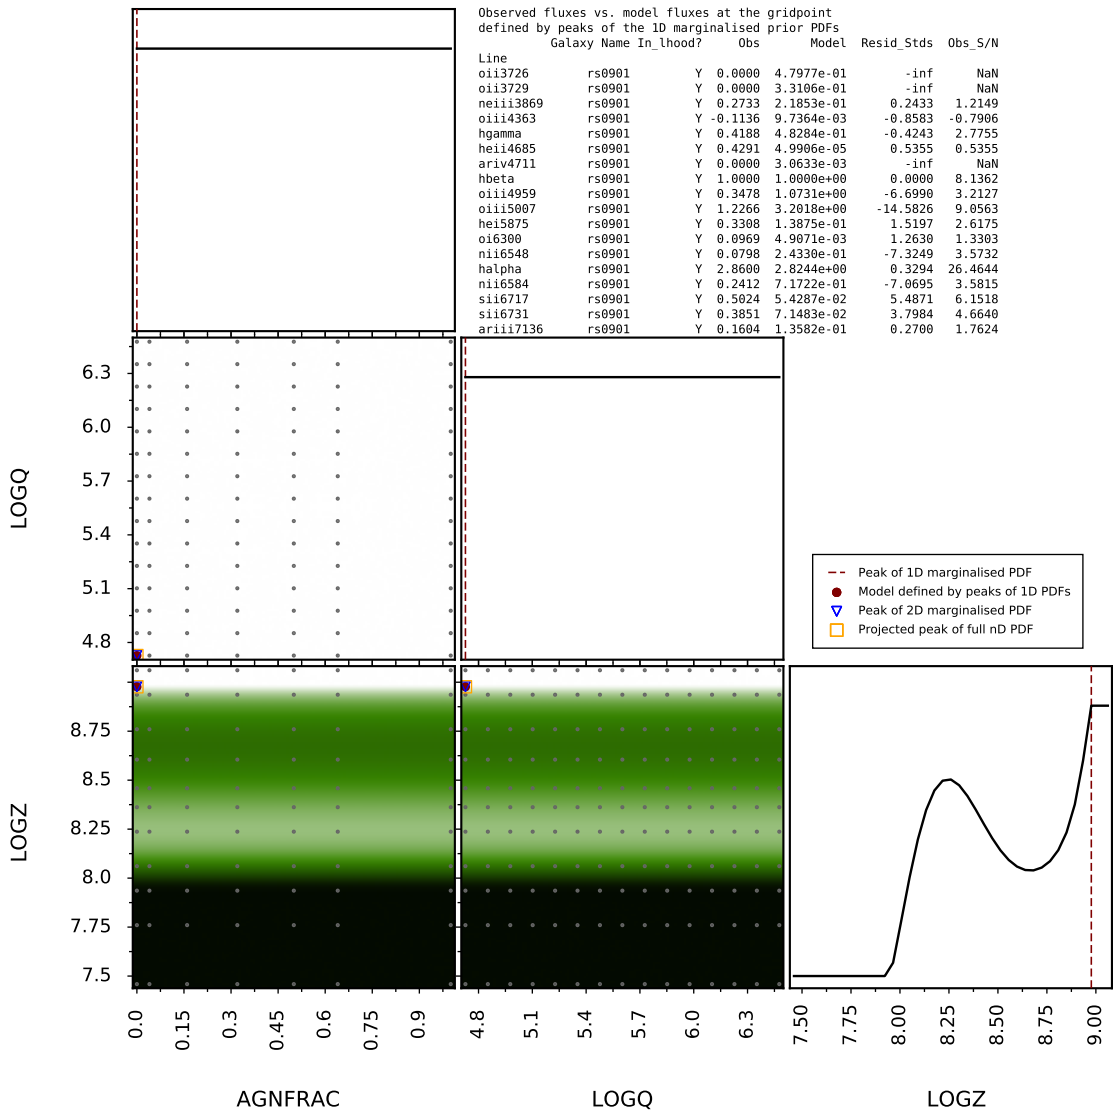 Observed fluxes vs. model fluxes at the gridpoint
defined by peaks of the 1D marginalised prior PDFs
Galaxy Name In_lhood? Obs Model Resid_Stds Obs_S/N
Line
oii3726 rs0901 Y 0.0000 4.7977e-01 -inf NaN
oii3729 rs0901 Y 0.0000 3.3106e-01 -inf NaN
neiii3869 rs0901 Y 0.2733 2.1853e-01 0.2433 1.2149
oiii4363 rs0901 Y -0.1136 9.7364e-03 -0.8583 -0.7906
hgamma rs0901 Y 0.4188 4.8284e-01 -0.4243 2.7755
heii4685 rs0901 Y 0.4291 4.9906e-05 0.5355 0.5355
ariv4711 rs0901 Y 0.0000 3.0633e-03 -inf NaN
hbeta rs0901 Y 1.0000 1.0000e+00 0.0000 8.1362
oiii4959 rs0901 Y 0.3478 1.0731e+00 -6.6990 3.2127
oiii5007 rs0901 Y 1.2266 3.2018e+00 -14.5826 9.0563
hei5875 rs0901 Y 0.3308 1.3875e-01 1.5197 2.6175
oi6300 rs0901 Y 0.0969 4.9071e-03 1.2630 1.3303
nii6548 rs0901 Y 0.0798 2.4330e-01 -7.3249 3.5732
halpha rs0901 Y 2.8600 2.8244e+00 0.3294 26.4644
nii6584 rs0901 Y 0.2412 7.1722e-01 -7.0695 3.5815
sii6717 rs0901 Y 0.5024 5.4287e-02 5.4871 6.1518
sii6731 rs0901 Y 0.3851 7.1483e-02 3.7984 4.6640
ariii7136 rs0901 Y 0.1604 1.3582e-01 0.2700 1.7624
6.3
6.0
5.7
5.4
5.1
4.8
LOGQ
Peak of 1D marginalised PDF
Model defined by peaks of 1D PDFs
Peak of 2D marginalised PDF
Projected peak of full nD PDF
8.75
8.5
8.25
8.0
7.75
7.5
LOGZ
0.0 0.15 0.3 0.45 0.6 0.75 0.9
4.8 5.1 5.4 5.7 6.0 6.3
7.50 7.75 8.00 8.25 8.50 8.75 9.00
AGNFRAC LOGQ LOGZ